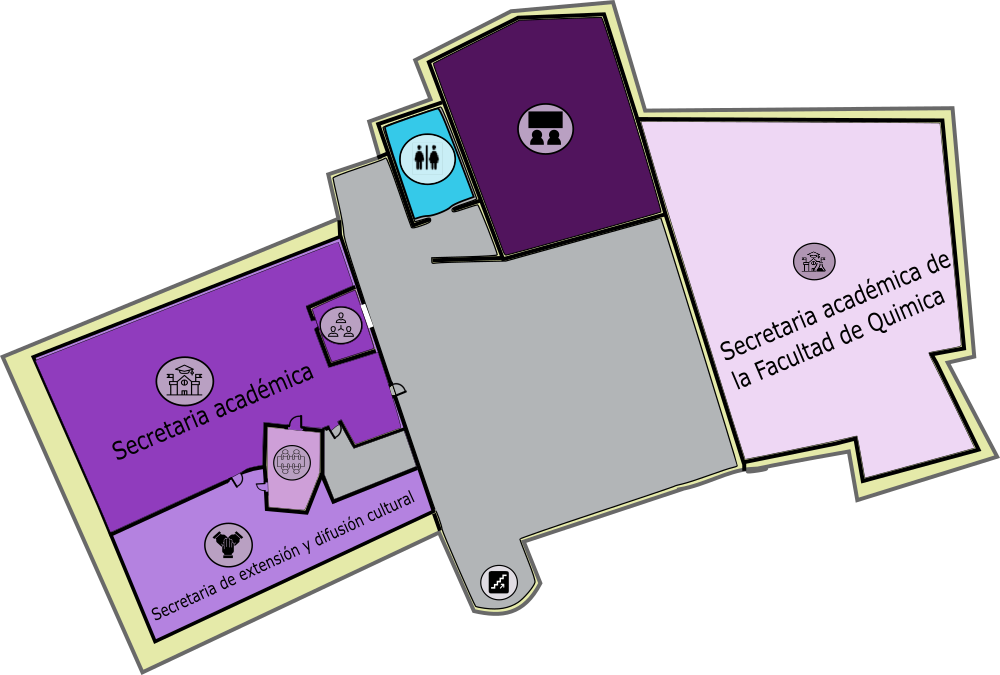 Secretaria académica
Secretaria de extensión y difusión cultural
Secretaria académica de
la Facultad de Quimica